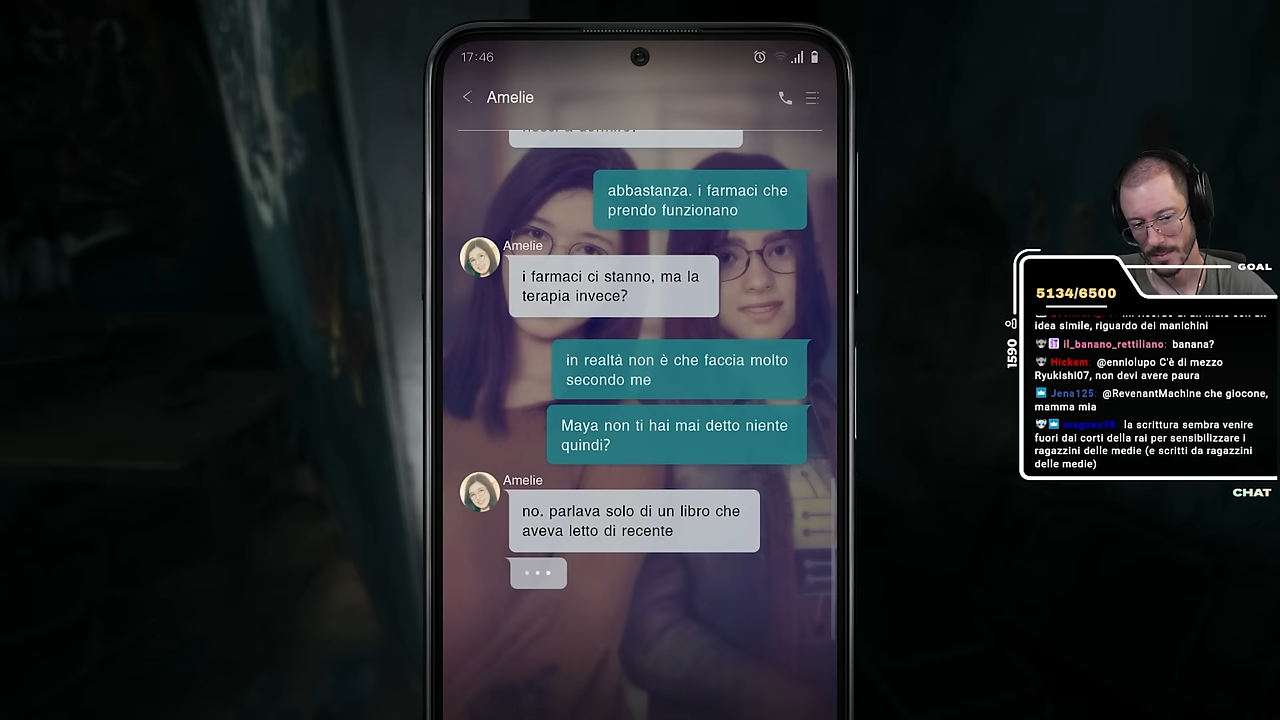 17:46
Amelie
abbastanza. i farmaci che
prendo funzionano
Amelie
i farmaci ci stanno, ma la
terapia invece?
in realtà non è che faccia molto
secondo me
Maya non ti hai mai detto niente
quindi?
Amelie
no. parlava solo di un libro che
aveva letto di recente
GOAL
5134/6500
1590
idea simile, riguardo dei manichini
il_banano_rettiliano: banana?
Hickem: @enniolupo C'è di mezzo
Ryukishi07, non devi avere paura
Jena125: @RevenantMachine che giocone,
mamma mia
la scrittura sembra venire
fuori dai corti della rai per sensibilizzare i
ragazzini delle medie (e scritti da ragazzini
delle medie)
CHAT